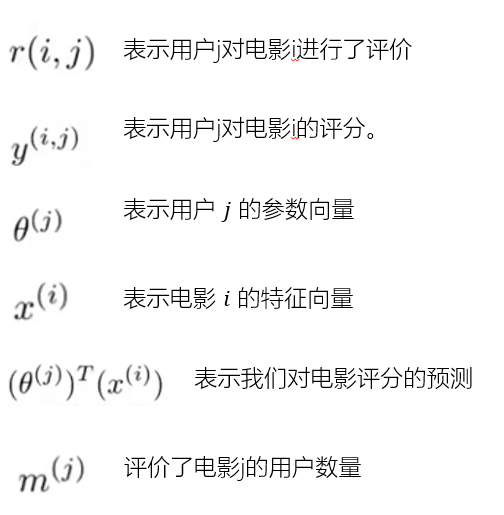 r(i,j) 表示用户j对电影i进行了评价
y^{(i,j)} 表示用户j对电影i的评分。
θ^{(j)} 表示用户 j 的参数向量
x^{(i)} 表示电影 i 的特征向量
(θ^{(j)})^T(x^{(i)}) 表示我们对电影评分的预测
m^{(j)} 评价了电影j的用户数量